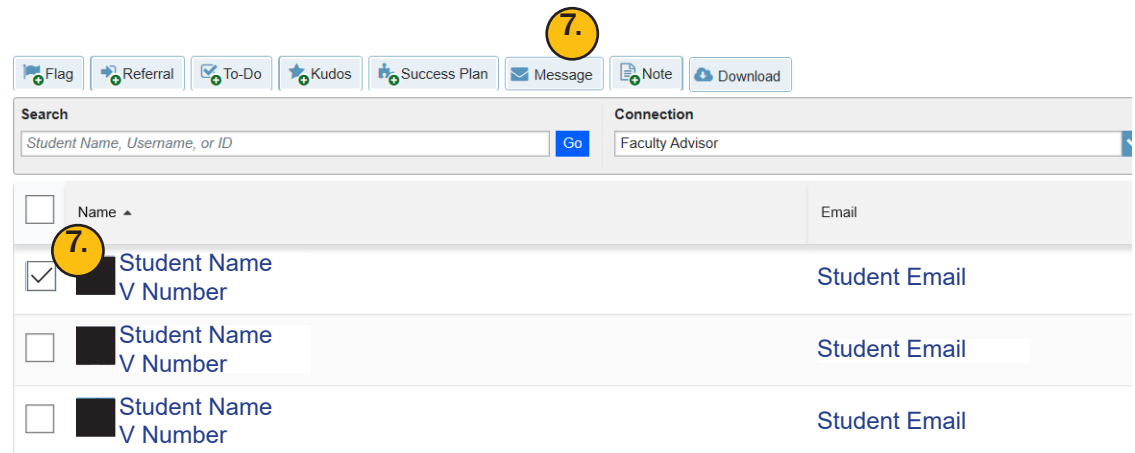 7.
Flag Referral To-Do Kudos Success Plan Message Note Download
Search Connection
Student Name, Username, or ID Go Faculty Advisor
Name Email
7.
Student Name
V Number
Student Email
Student Name
V Number
Student Email
Student Name
V Number
Student Email